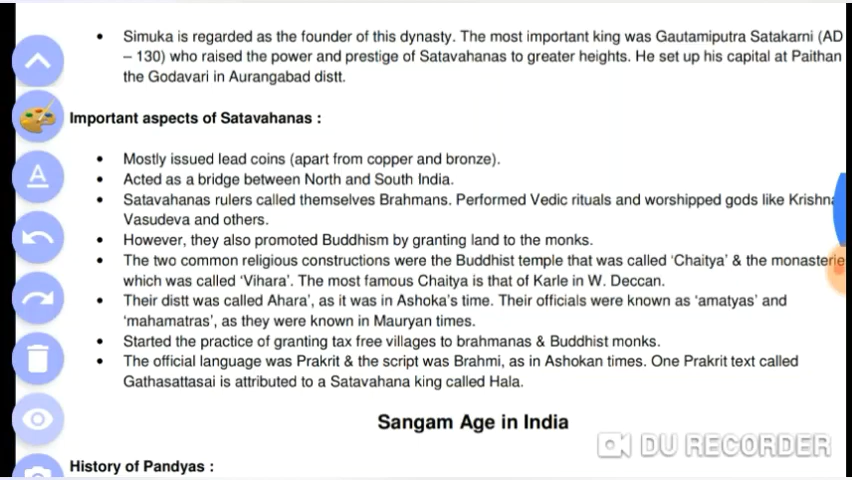 • Simuka is regarded as the founder of this dynasty. The most important king was Gautamiputra Satakarni (AD
– 130) who raised the power and prestige of Satavahanas to greater heights. He set up his capital at Paithan
the Godavari in Aurangabad distt.
Important aspects of Satavahanas :
• Mostly issued lead coins (apart from copper and bronze).
• Acted as a bridge between North and South India.
• Satavahanas rulers called themselves Brahmans. Performed Vedic rituals and worshipped gods like Krishna
Vasudeva and others.
• However, they also promoted Buddhism by granting land to the monks.
• The two common religious constructions were the Buddhist temple that was called ‘Chaitya’ & the monasterie
which was called ‘Vihara’. The most famous Chaitya is that of Karle in W. Deccan.
• Their distt was called Ahara’, as it was in Ashoka’s time. Their officials were known as ‘amatyas’ and
‘mahamatras’, as they were known in Mauryan times.
• Started the practice of granting tax free villages to brahmanas & Buddhist monks.
• The official language was Prakrit & the script was Brahmi, as in Ashokan times. One Prakrit text called
Gathasattasai is attributed to a Satavahana king called Hala.
Sangam Age in India
DU RECORDER
History of Pandyas :